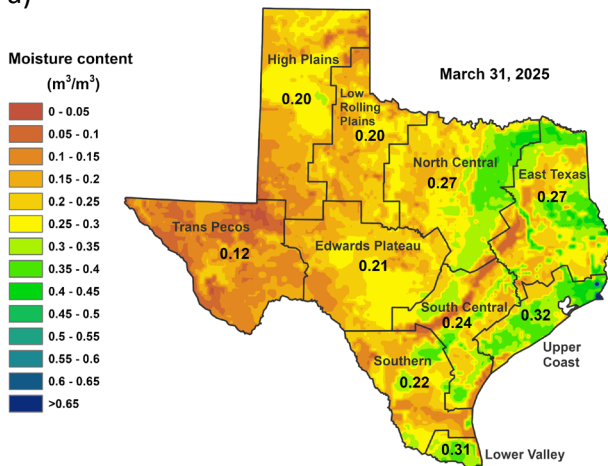 a)
Moisture content
(m³/m³)
0 - 0.05
0.05 - 0.1
0.1 - 0.15
0.15 - 0.2
0.2 - 0.25
0.25 - 0.3
0.3 - 0.35
0.35 - 0.4
0.4 - 0.45
0.45 - 0.5
0.5 - 0.55
0.55 - 0.6
0.6 - 0.65
>0.65
March 31, 2025
High Plains
0.20
Low
Rolling
Plains
0.20
North Central
0.27
East Texas
0.27
Trans Pecos
0.12
Edwards Plateau
0.21
South Central
0.24
0.32
Upper
Coast
Southern
0.22
0.31
Lower Valley